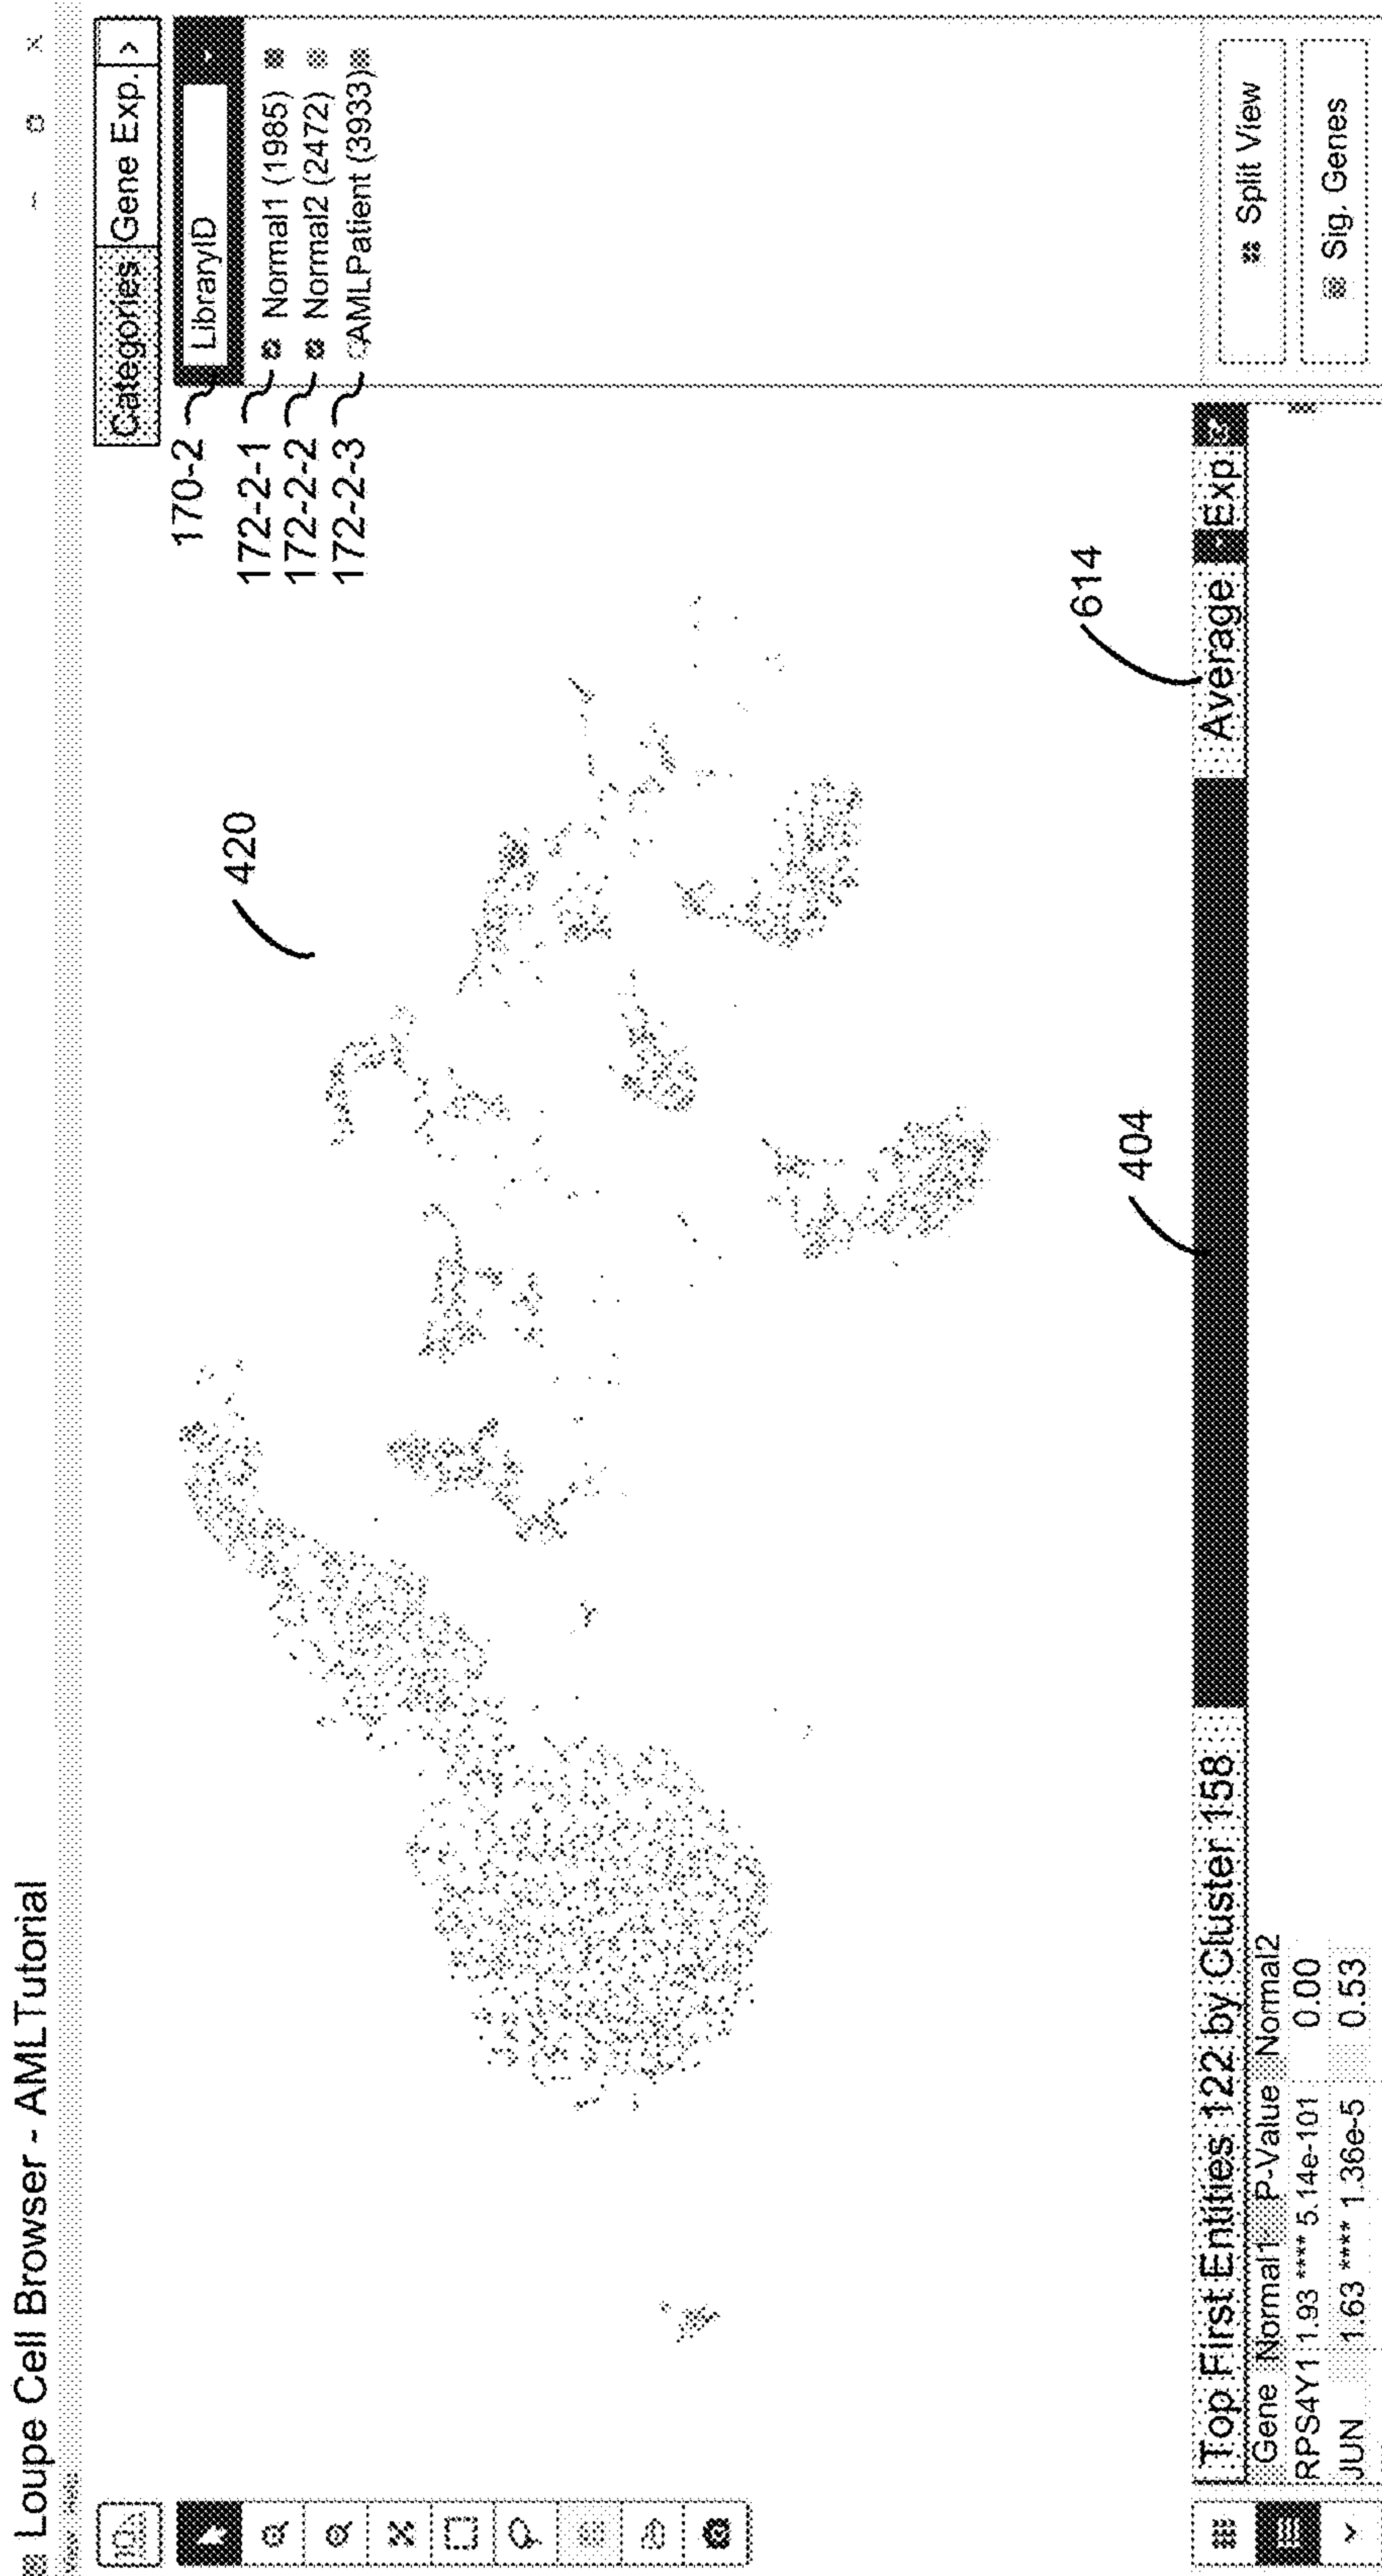 Loupe Cell Browser - AMLTutorial
View Help
Categories Gene Exp. >
170-2 LibraryID
172-2-1 Normal1 (1985)
172-2-2 Normal2 (2472)
172-2-3 AMLPatient (3933)
420
614
404
Top First Entities 122 by Cluster 158 Average Exp
Gene Normal1 P-Value Normal2
RPS4Y1 1.93 **** 5.14e-101 0.00
JUN 1.63 **** 1.36e-5 0.53
Split View
Sig. Genes